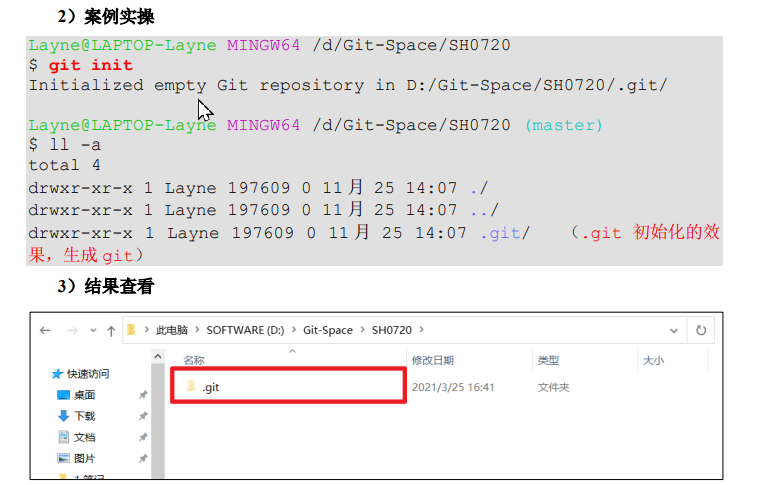 2）案例实操
Layne@LAPTOP-Layne MINGW64 /d/Git-Space/SH0720
$ git init
Initialized empty Git repository in D:/Git-Space/SH0720/.git/
Layne@LAPTOP-Layne MINGW64 /d/Git-Space/SH0720 (master)
$ ll -a
total 4
drwxr-xr-x 1 Layne 197609 0 11月 25 14:07 ./
drwxr-xr-x 1 Layne 197609 0 11月 25 14:07 ../
drwxr-xr-x 1 Layne 197609 0 11月 25 14:07 .git/ （.git 初始化的效
果，生成 git）
3）结果查看
此电脑 > SOFTWARE (D:) > Git-Space > SH0720 >
名称 修改日期 类型 大小
快速访问
.git 2021/3/25 16:41 文件夹
桌面
下载
文档
图片